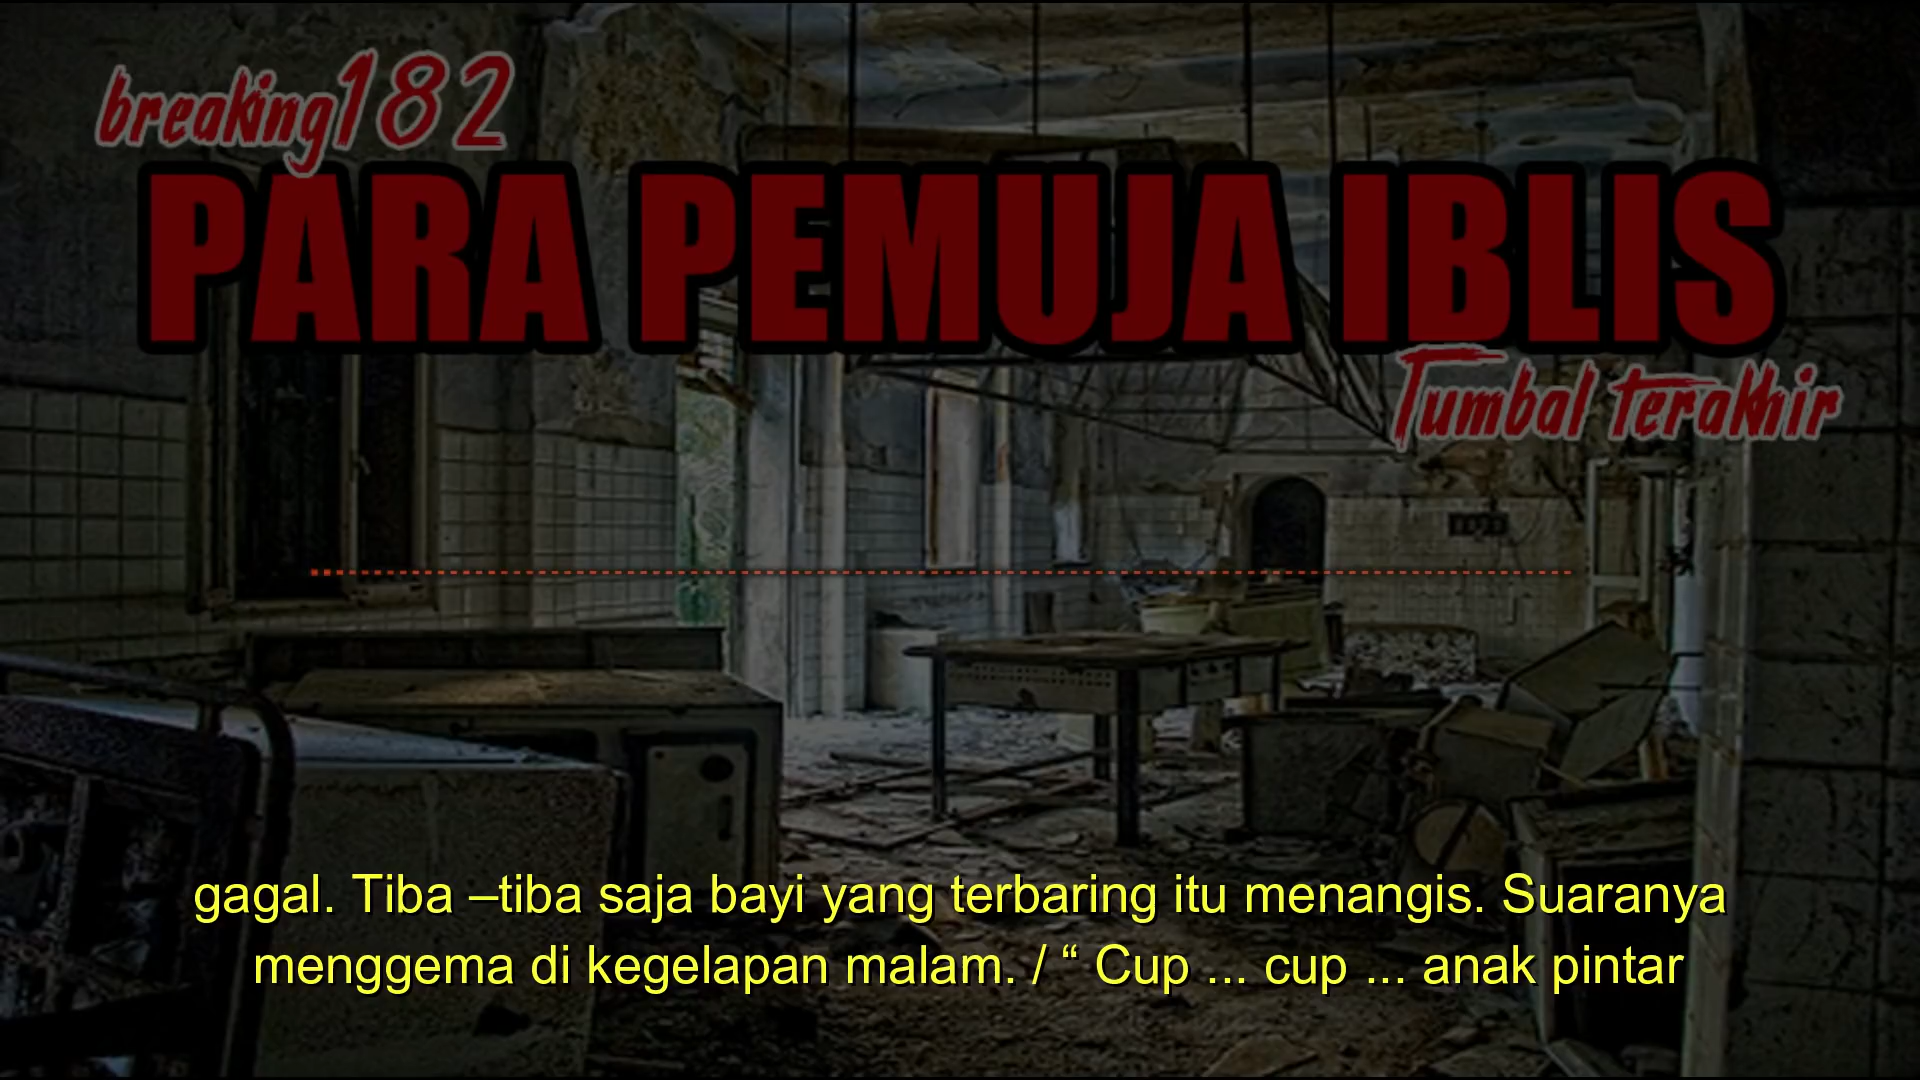 breaking182
PARA PEMUJA IBLIS
Tumbal terakhir
gagal. Tiba –tiba saja bayi yang terbaring itu menangis. Suaranya
menggema di kegelapan malam. / “ Cup ... cup ... anak pintar